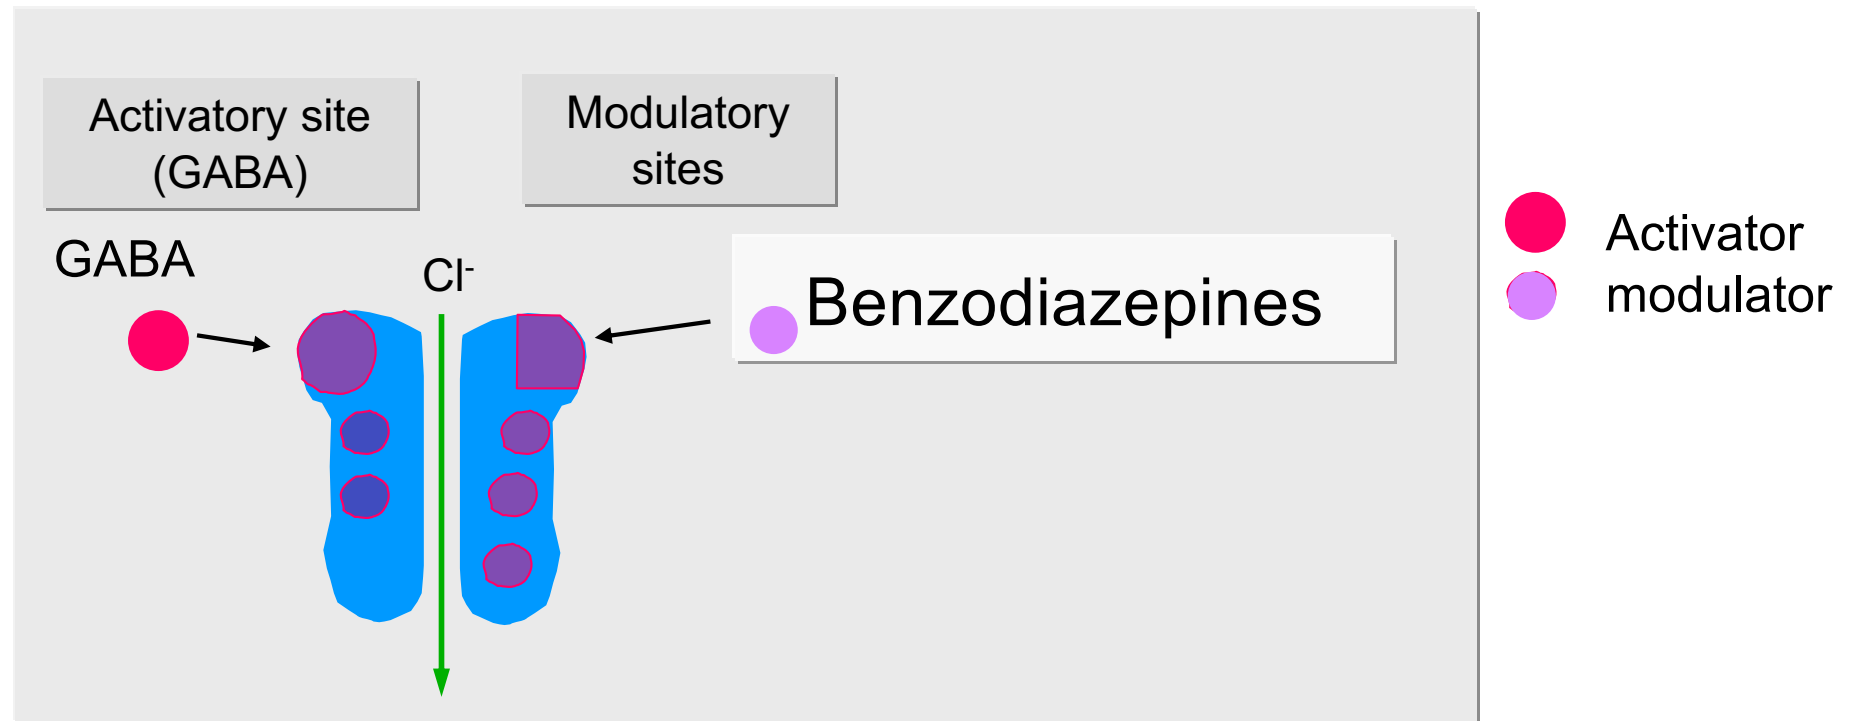 Activatory site
(GABA)
Modulatory
sites
GABA
Cl-
Benzodiazepines
Activator
modulator